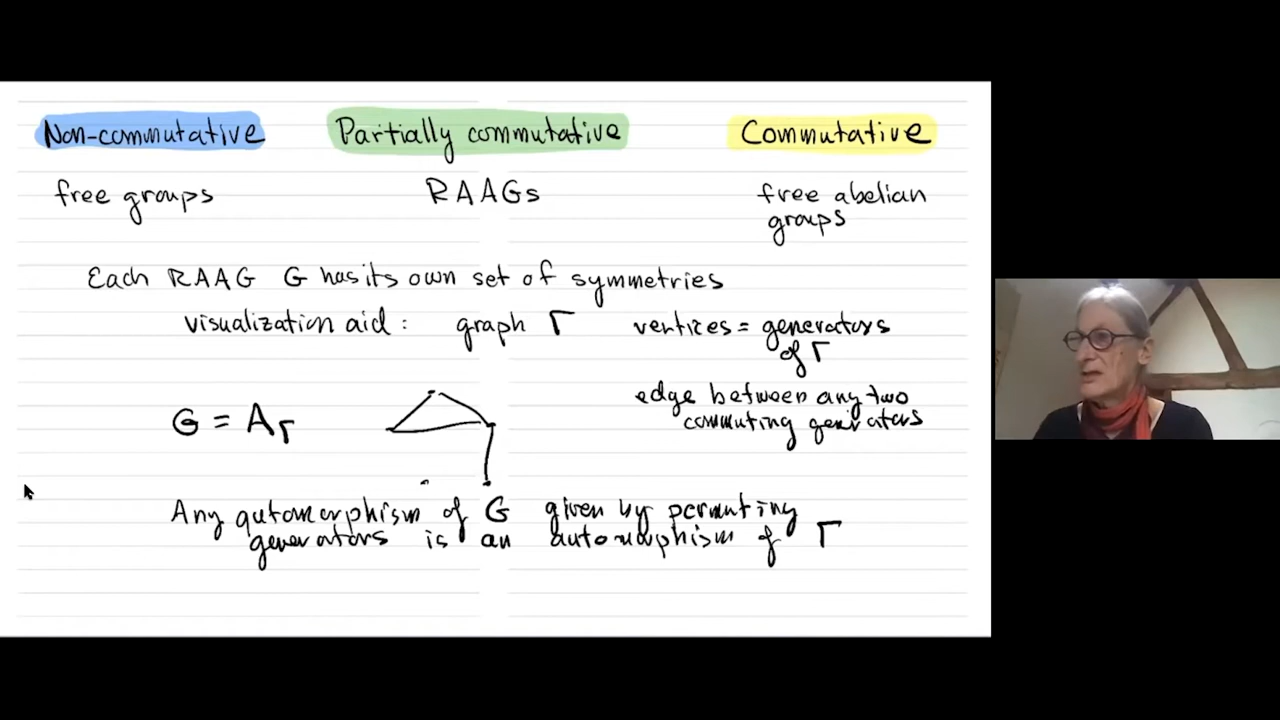 Non-commutative Partially commutative Commutative
free groups RAAGs free abelian
groups
Each RAAG G has its own set of symmetries
visualization aid: graph Γ vertices = generators
of Γ
edge between any two
commuting generators
G = A_Γ
Any automorphism of G given by permuting
generators is an automorphism of Γ